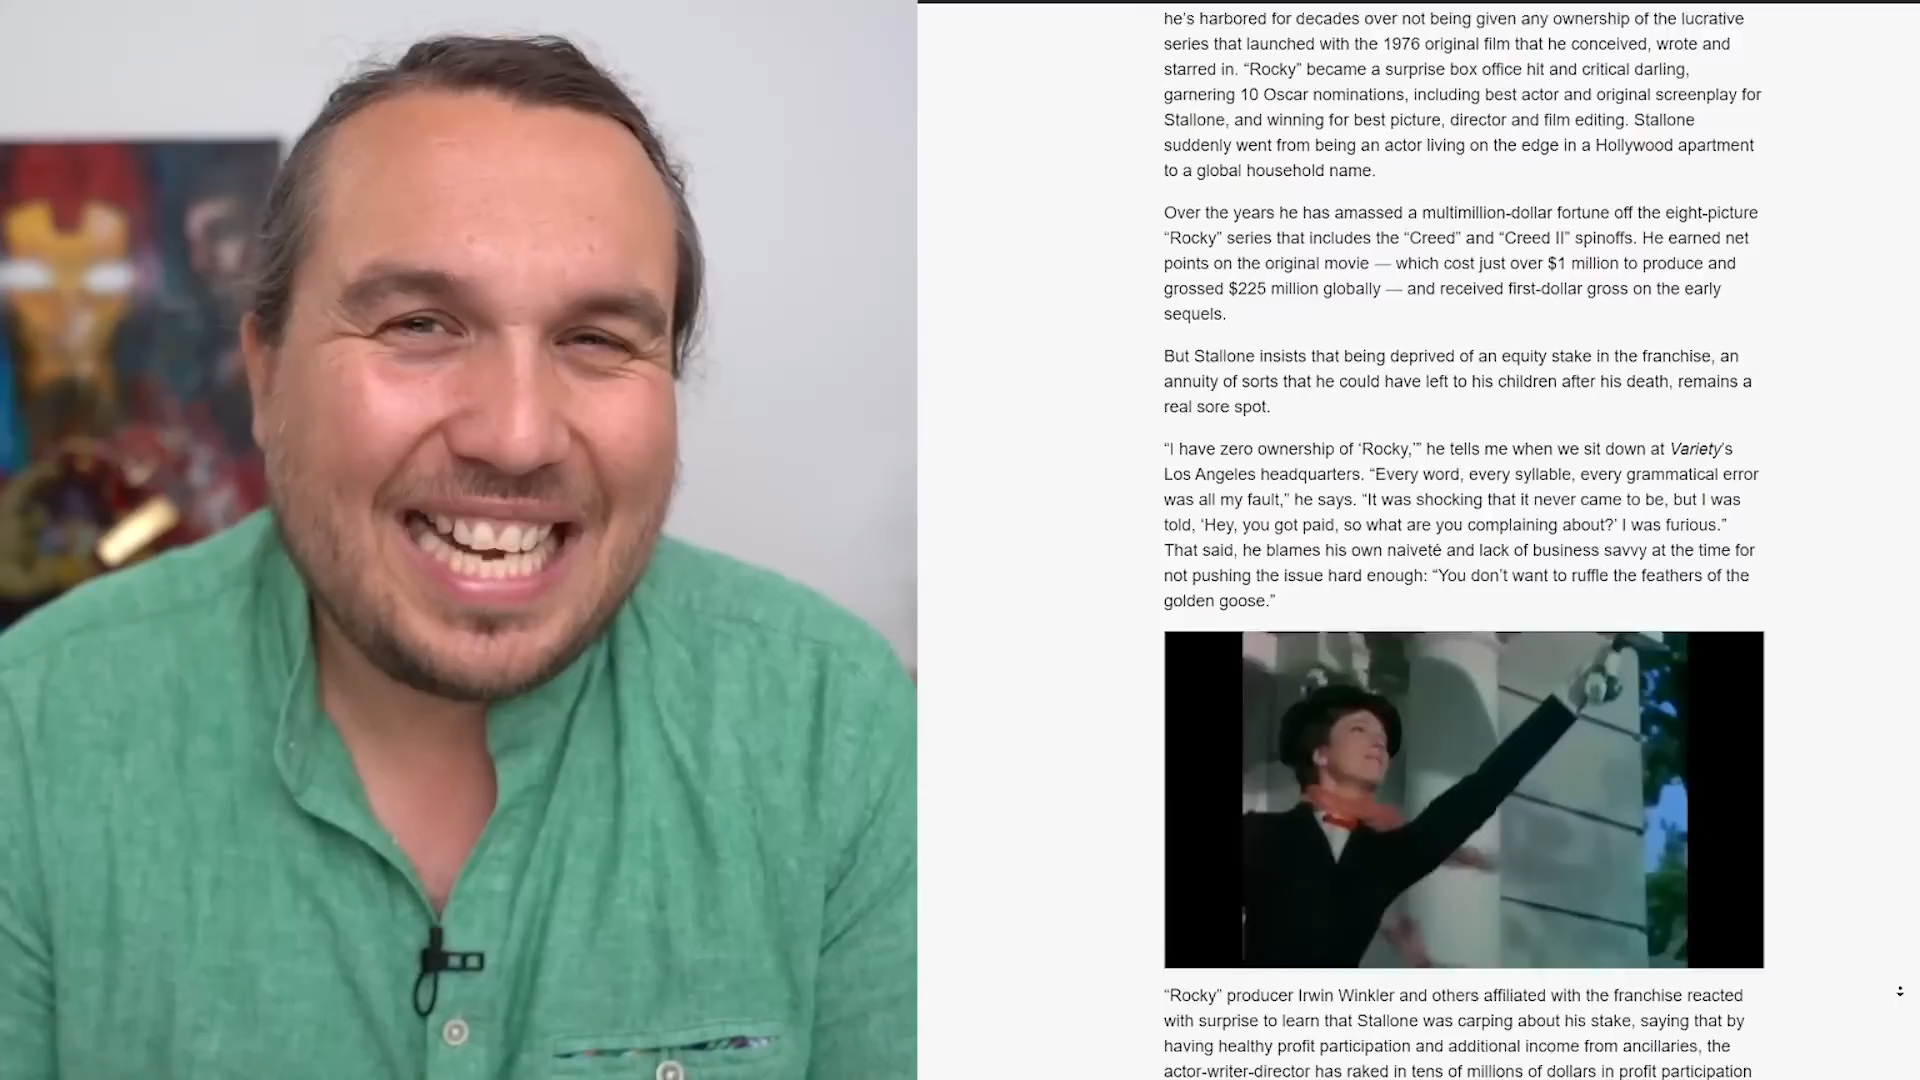 he’s harbored for decades over not being given any ownership of the lucrative
series that launched with the 1976 original film that he conceived, wrote and
starred in. “Rocky” became a surprise box office hit and critical darling,
garnering 10 Oscar nominations, including best actor and original screenplay for
Stallone, and winning for best picture, director and film editing. Stallone
suddenly went from being an actor living on the edge in a Hollywood apartment
to a global household name.
Over the years he has amassed a multimillion-dollar fortune off the eight-picture
“Rocky” series that includes the “Creed” and “Creed II” spinoffs. He earned net
points on the original movie — which cost just over $1 million to produce and
grossed $225 million globally — and received first-dollar gross on the early
sequels.
But Stallone insists that being deprived of an equity stake in the franchise, an
annuity of sorts that he could have left to his children after his death, remains a
real sore spot.
“I have zero ownership of ‘Rocky,’” he tells me when we sit down at Variety’s
Los Angeles headquarters. “Every word, every syllable, every grammatical error
was all my fault,” he says. “It was shocking that it never came to be, but I was
told, ‘Hey, you got paid, so what are you complaining about?’ I was furious.”
That said, he blames his own naiveté and lack of business savvy at the time for
not pushing the issue hard enough: “You don’t want to ruffle the feathers of the
golden goose.”
“Rocky” producer Irwin Winkler and others affiliated with the franchise reacted
with surprise to learn that Stallone was carping about his stake, saying that by
having healthy profit participation and additional income from ancillaries, the
actor-writer-director has raked in tens of millions of dollars in profit participation